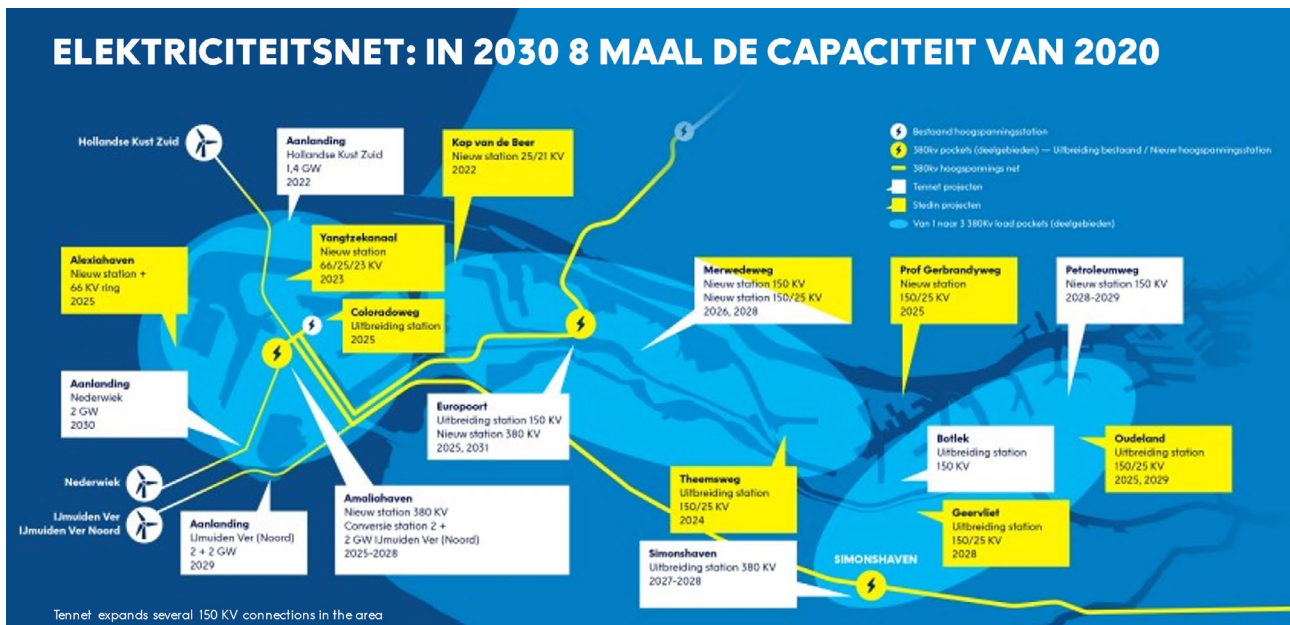 ELEKTRICITEITSNET: IN 2030 8 MAAL DE CAPACITEIT VAN 2020
Hollandse Kust Zuid
Aanlanding
Hollandse Kust Zuid
1,4 GW
2022
Kop van de Beer
Nieuw station 25/21 KV
2022
Bestaand hoogspanningsstation
380kv pockets (deelgebieden) — Uitbreiding bestaand / Nieuw hoogspanningsstation
380kv hoogspannings net
Tennet projecten
Stedin projecten
Van 1 naar 3 380Kv load pockets (deelgebieden)
Alexiahaven
Nieuw station +
66 KV ring
2025
Yangtzekanaal
Nieuw station
66/25/23 KV
2023
Coloradoweg
Uitbreiding station
2025
Merwedeweg
Nieuw station 150 KV
Nieuw station 150/25 KV
2026, 2028
Prof Gerbrandyweg
Nieuw station
150/25 KV
2025
Petroleumweg
Nieuw station 150 KV
2028-2029
Aanlanding
Nederwiek
2 GW
2030
Europoort
Uitbreiding station 150 KV
Nieuw station 380 KV
2025, 2031
Botlek
Uitbreiding station
150 KV
Oudeland
Uitbreiding station
150/25 KV
2025, 2029
Nederwiek
IJmuiden Ver
IJmuiden Ver Noord
Aanlanding
IJmuiden Ver (Noord)
2 + 2 GW
2029
Amaliahaven
Nieuw station 380 KV
Conversie station 2 +
2 GW IJmuiden Ver (Noord)
2025-2028
Theemsweg
Uitbreiding station
150/25 KV
2024
Geervliet
Uitbreiding station
150/25 KV
2028
Simonshaven
Uitbreiding station 380 KV
2027-2028
SIMONSHAVEN
Tennet expands several 150 KV connections in the area